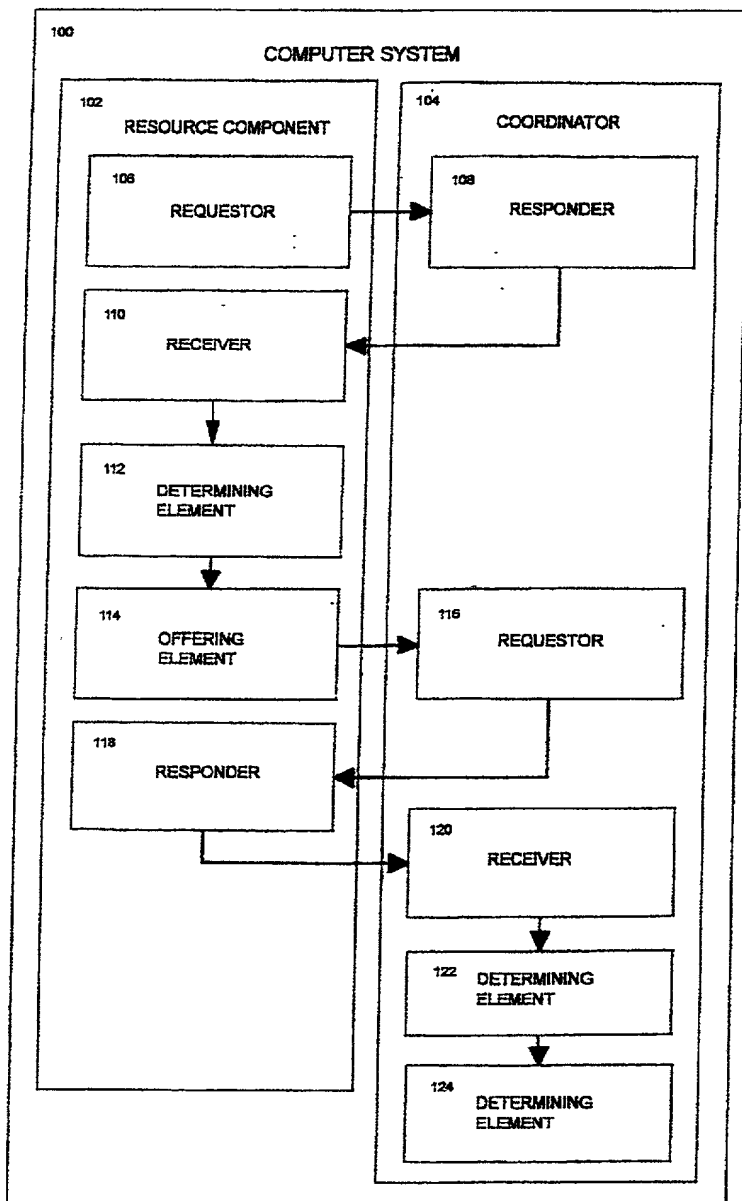 100
COMPUTER SYSTEM
102
RESOURCE COMPONENT
104
COORDINATOR
106
REQUESTOR
108
RESPONDER
110
RECEIVER
112
DETERMINING
ELEMENT
114
OFFERING
ELEMENT
116
REQUESTOR
118
RESPONDER
120
RECEIVER
122
DETERMINING
ELEMENT
124
DETERMINING
ELEMENT